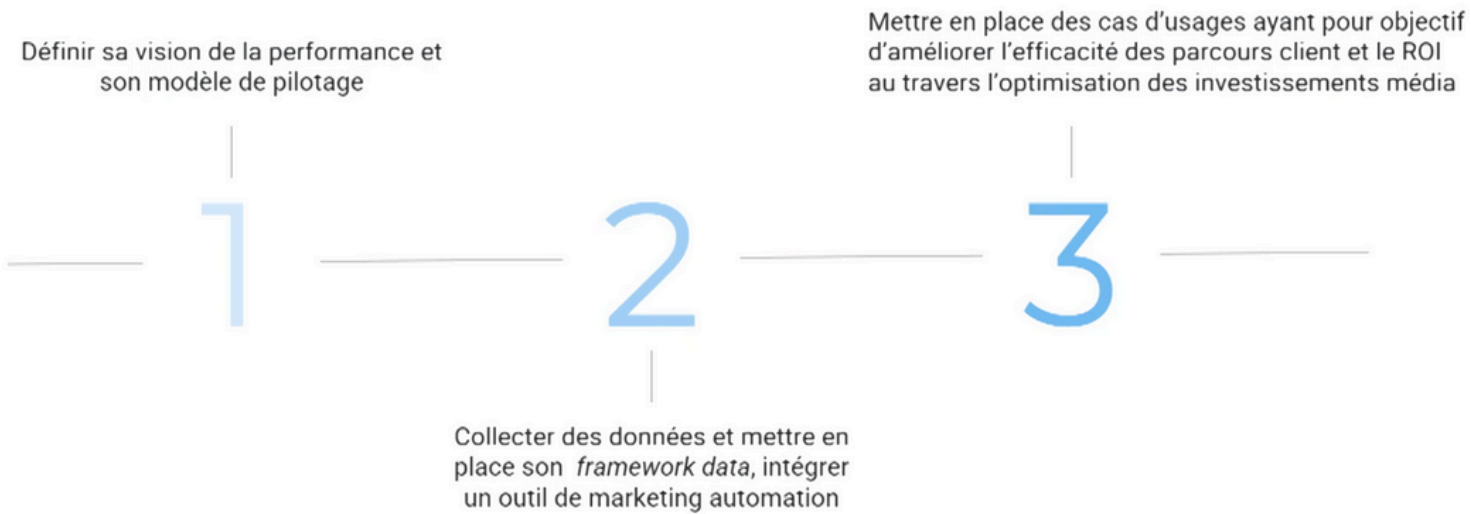 Définir sa vision de la performance et
son modèle de pilotage
1
Collecter des données et mettre en
place son framework data, intégrer
un outil de marketing automation
2
Mettre en place des cas d'usages ayant pour objectif
d'améliorer l'efficacité des parcours client et le ROI
au travers l'optimisation des investissements média
3